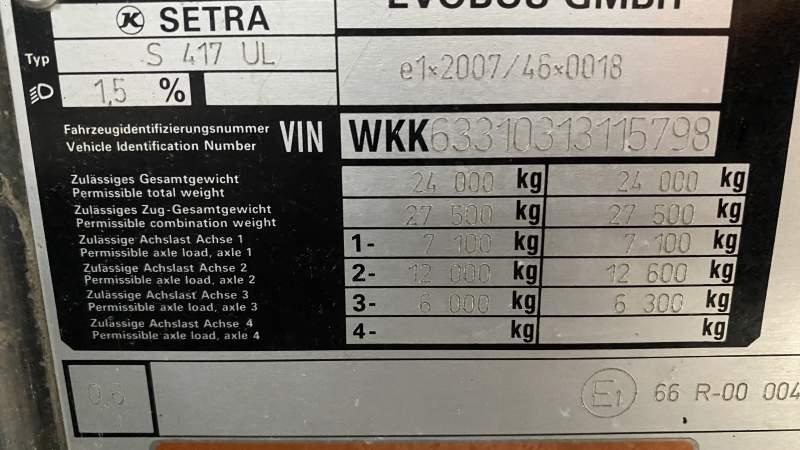 EVOBUS GMBH
SETRA
Typ S 417 UL
e1*2007/46*0018
1,5 %
Fahrzeugidentifizierungsnummer
Vehicle Identification Number VIN WKK63310313115798
Zulässiges Gesamtgewicht
Permissible total weight 24 000 kg 24 000 kg
Zulässiges Zug-Gesamtgewicht
Permissible combination weight 27 500 kg 27 500 kg
Zulässige Achslast Achse 1
Permissible axle load, axle 1 1- 7 100 kg 7 100 kg
Zulässige Achslast Achse 2
Permissible axle load, axle 2 2- 12 000 kg 12 600 kg
Zulässige Achslast Achse 3
Permissible axle load, axle 3 3- 6 000 kg 6 300 kg
Zulässige Achslast Achse 4
Permissible axle load, axle 4 4- kg kg
0,6 E1 66 R-00 004